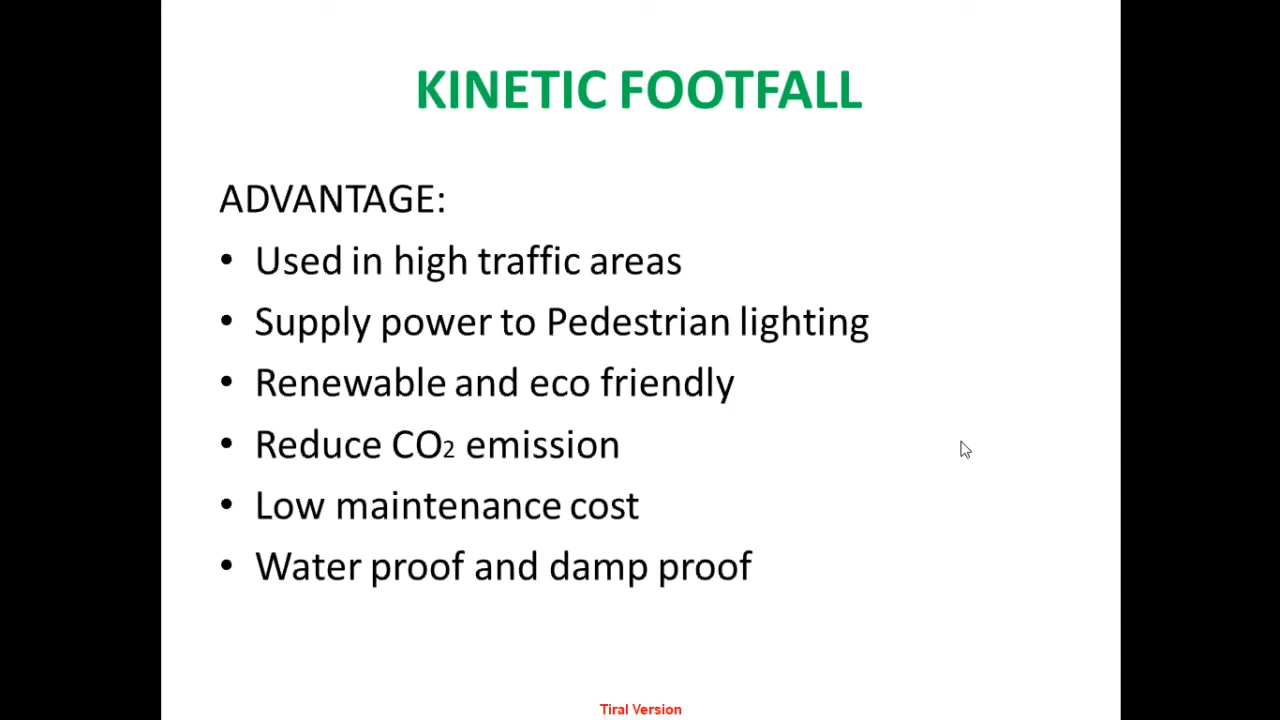 KINETIC FOOTFALL
ADVANTAGE:
• Used in high traffic areas
• Supply power to Pedestrian lighting
• Renewable and eco friendly
• Reduce CO2 emission
• Low maintenance cost
• Water proof and damp proof
Tiral Version